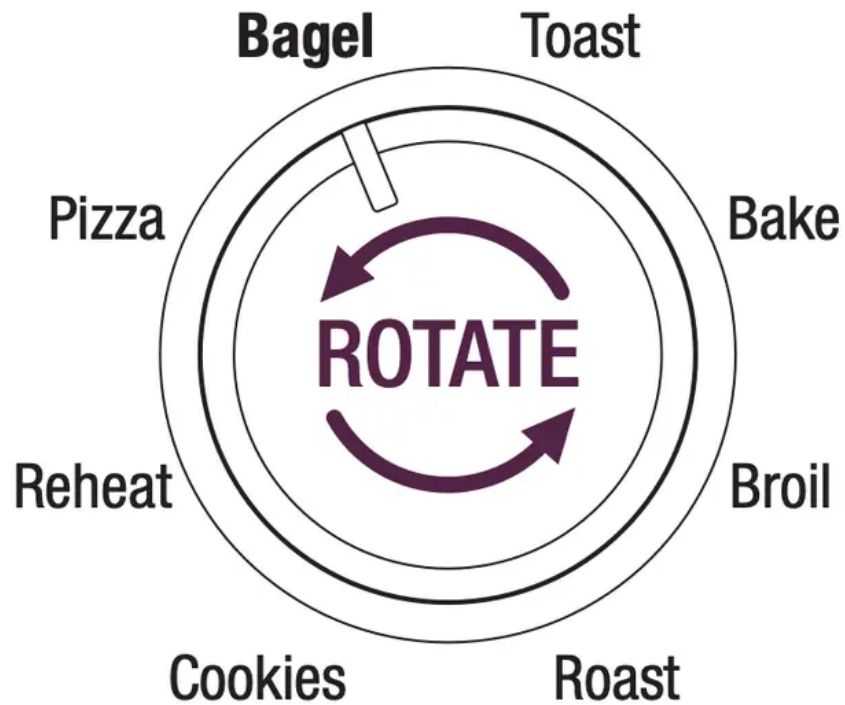 Bagel Toast
Pizza Bake
ROTATE
Reheat Broil
Cookies Roast